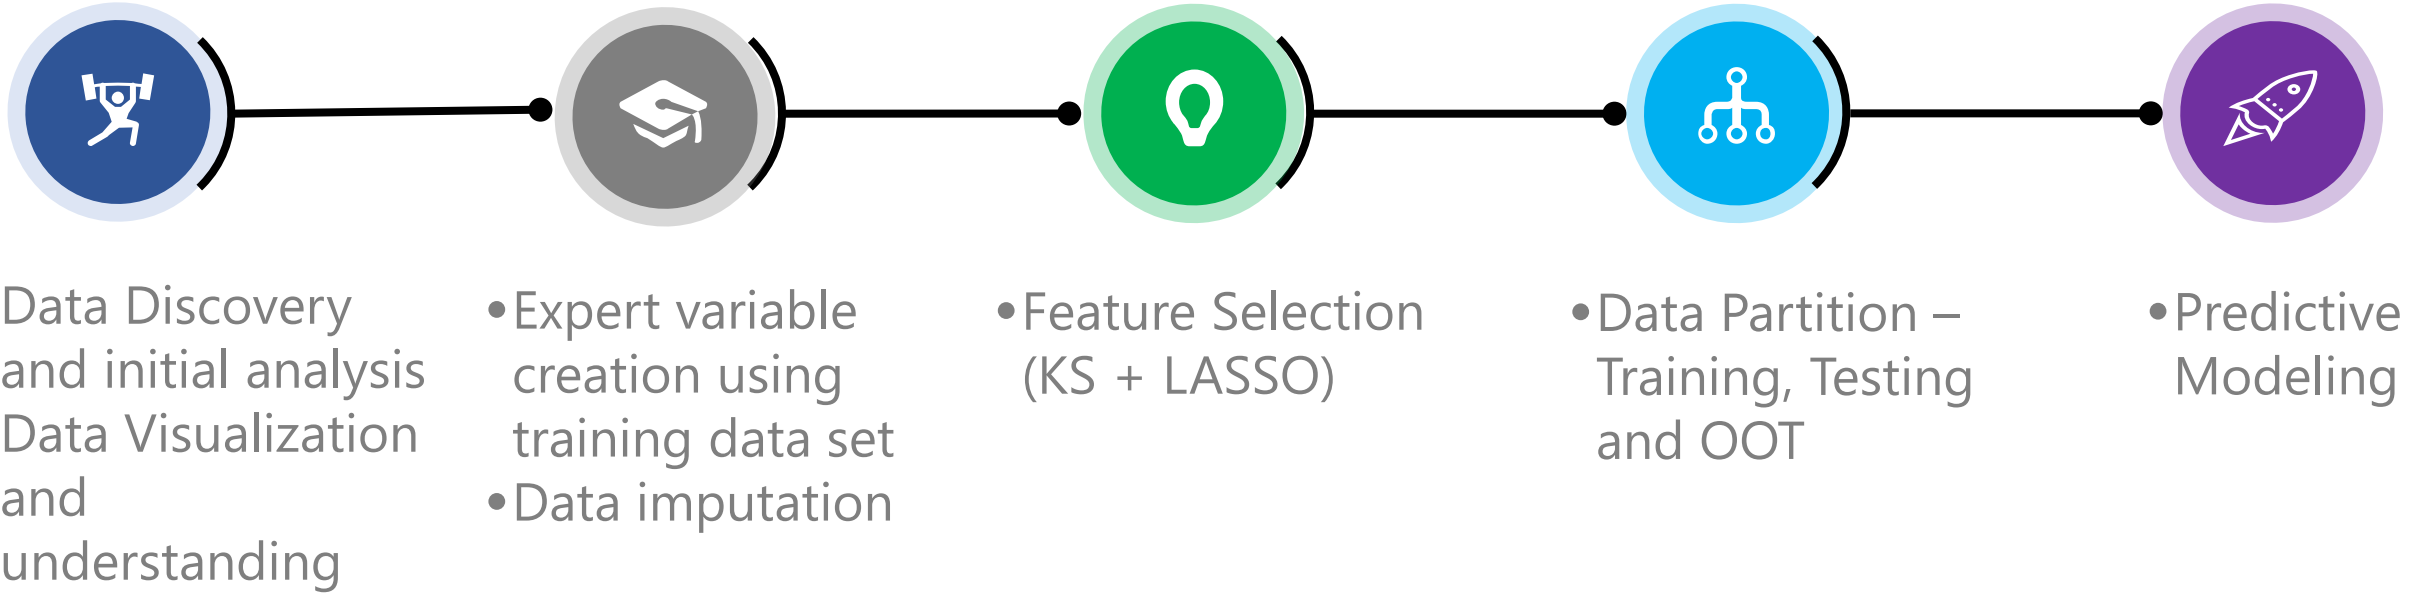 Data Discovery
and initial analysis
Data Visualization
and
understanding
•Expert variable
creation using
training data set
•Data imputation
•Feature Selection
(KS + LASSO)
•Data Partition –
Training, Testing
and OOT
•Predictive
Modeling